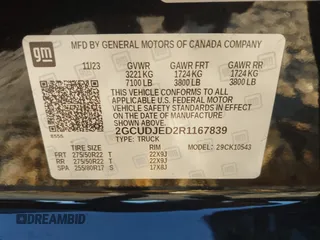 gm
MFD BY GENERAL MOTORS OF CANADA COMPANY
11/23 GVWR GAWR FRT GAWR RR
3221 KG 1724 KG 1724 KG
7100 LB 3800 LB 3800 LB
THIS VEHICLE CONFORMS TO ALL APPLICABLE
U.S. FEDERAL MOTOR VEHICLE SAFETY
STANDARDS IN EFFECT ON THE DATE OF
MANUFACTURE SHOWN ABOVE.
2GCUDJED2R1167839
TYPE: TRUCK
TIRE SIZE SPEED RTG RIM MODEL: 29CK10543
FRT 275/50R22 T 22X9J
RR 275/50R22 T 22X9J
SPA 255/80R17 S 17X8J
DREAMBID